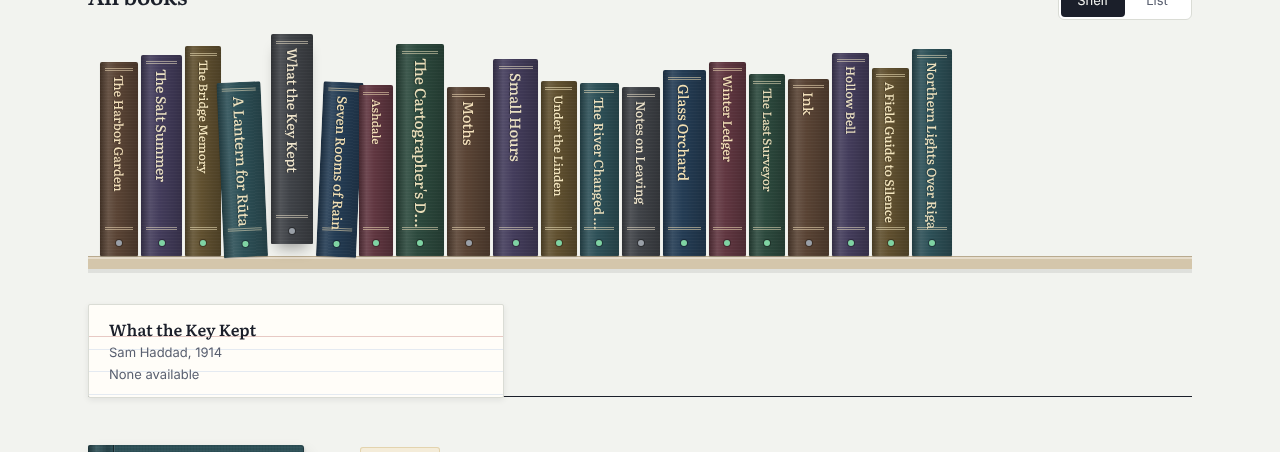 All books
Shelf
List
The Harbor Garden
The Salt Summer
The Bridge Memory
A Lantern for Rūta
What the Key Kept
Seven Rooms of Rain
Ashdale
The Cartographer's D…
Moths
Small Hours
Under the Linden
The River Changed …
Notes on Leaving
Glass Orchard
Winter Ledger
The Last Surveyor
Ink
Hollow Bell
A Field Guide to Silence
Northern Lights Over Riga
What the Key Kept
Sam Haddad, 1914
None available